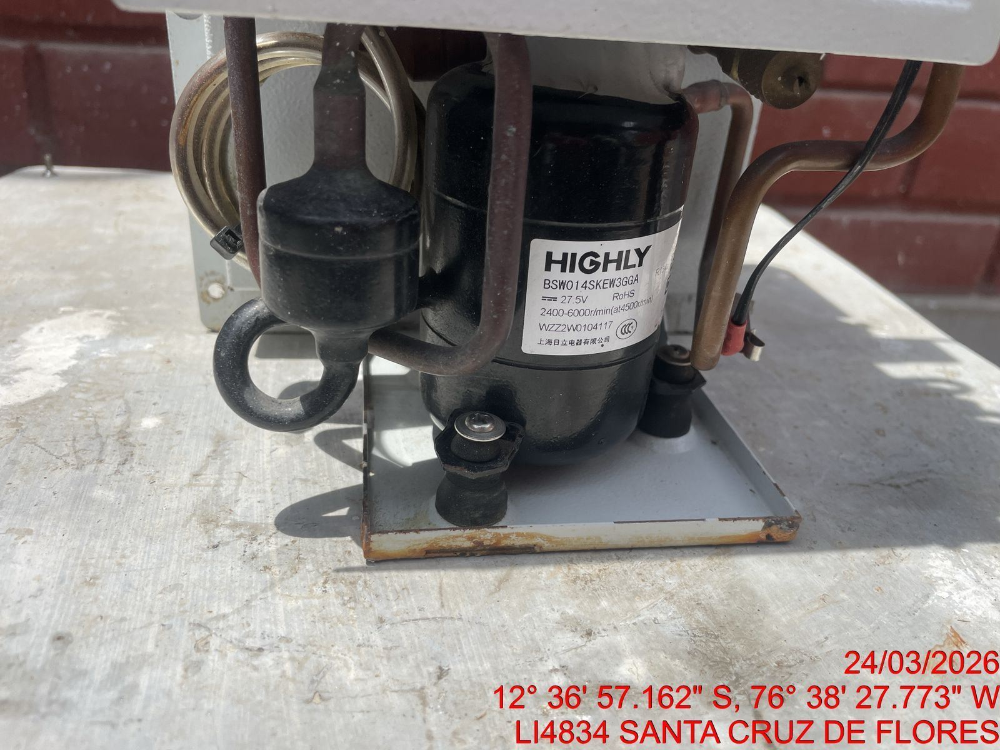 HIGHLY
BSW014SKEW3GGA
27.5V RoHS
2400-6000r/min(at4500r/min)
WZZ2W0104117
上海日立电器有限公司
24/03/2026
12° 36' 57.162" S, 76° 38' 27.773" W
LI4834 SANTA CRUZ DE FLORES